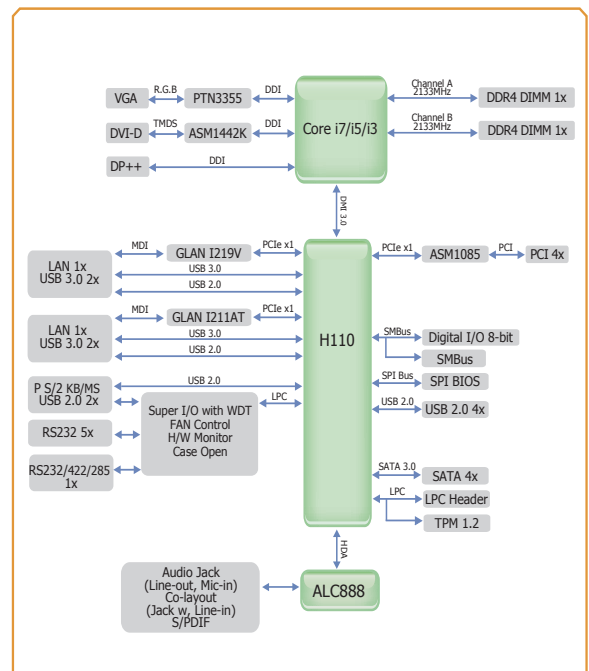 VGA
R.G.B
PTN3355
DDI
Core i7/i5/i3
Channel A
2133MHz
DDR4 DIMM 1x
DVI-D
TMDS
ASM1442K
DDI
Channel B
2133MHz
DDR4 DIMM 1x
DP++
DDI
DMI 3.0
LAN 1x
USB 3.0 2x
MDI
GLAN I219V
PCIe x1
USB 3.0
USB 2.0
H110
PCIe x1
ASM1085
PCI
PCI 4x
LAN 1x
USB 3.0 2x
MDI
GLAN I211AT
PCIe x1
USB 3.0
USB 2.0
SMBus
Digital I/O 8-bit
SMBus
P S/2 KB/MS
USB 2.0 2x
USB 2.0
SPI Bus
SPI BIOS
USB 2.0
USB 2.0 4x
Super I/O with WDT
FAN Control
H/W Monitor
Case Open
LPC
RS232 5x
RS232/422/285
1x
SATA 3.0
SATA 4x
LPC
LPC Header
TPM 1.2
HDA
Audio Jack
(Line-out, Mic-in)
Co-layout
(Jack w, Line-in)
S/PDIF
ALC888